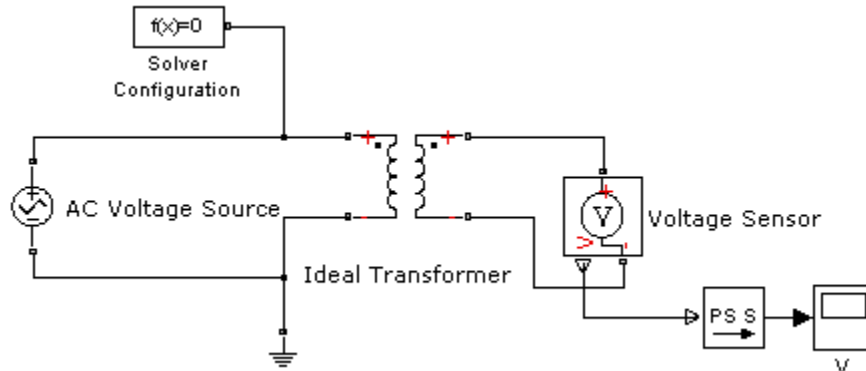 f(x)=0
Solver
Configuration
AC Voltage Source
Ideal Transformer
V
V
Voltage Sensor
PS S
V